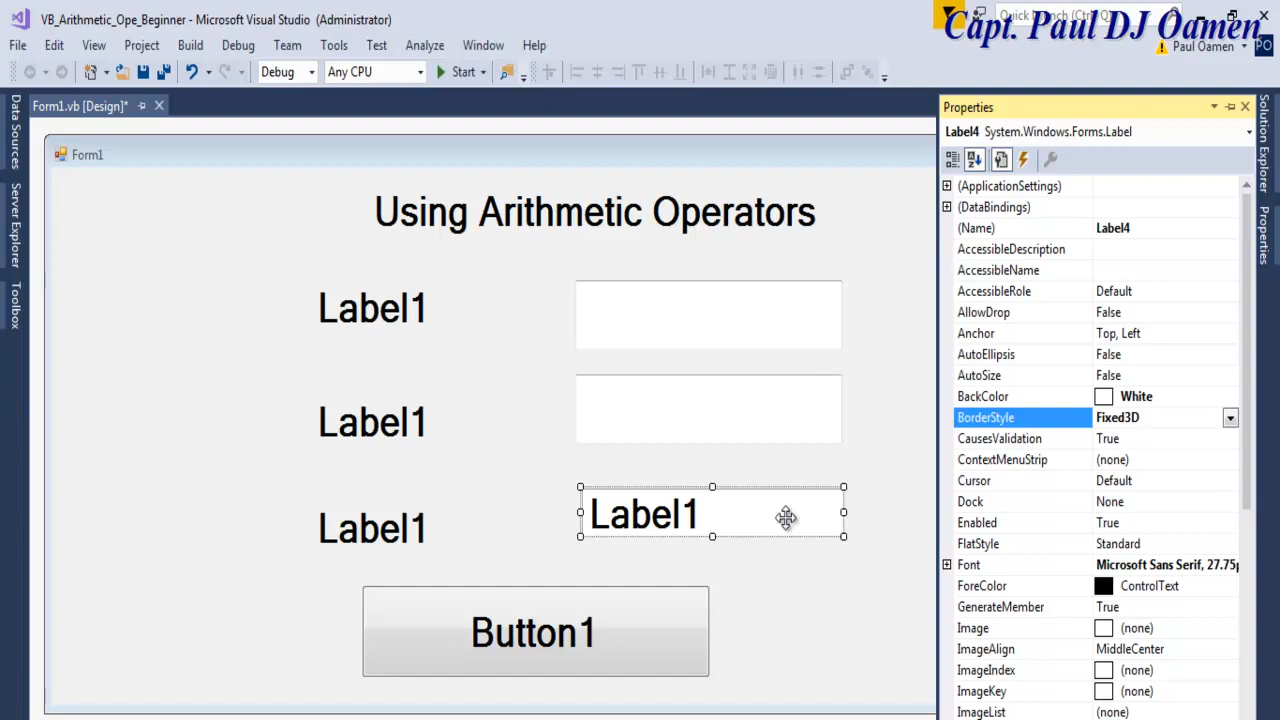 VB_Arithmetic_Ope_Beginner - Microsoft Visual Studio (Administrator)
Quick Launch (Ctrl+Q)
Capt. Paul DJ Oamen
File Edit View Project Build Debug Team Tools Test Analyze Window Help
Paul Oamen PO
Debug Any CPU Start
Form1.vb [Design]*
Data Sources
Server Explorer
Toolbox
Form1
Using Arithmetic Operators
Label1
Label1
Label1
Label1
Button1
Properties
Label4 System.Windows.Forms.Label
(ApplicationSettings)
(DataBindings)
(Name) Label4
AccessibleDescription
AccessibleName
AccessibleRole Default
AllowDrop False
Anchor Top, Left
AutoEllipsis False
AutoSize False
BackColor White
BorderStyle Fixed3D
CausesValidation True
ContextMenuStrip (none)
Cursor Default
Dock None
Enabled True
FlatStyle Standard
Font Microsoft Sans Serif, 27.75p
ForeColor ControlText
GenerateMember True
Image (none)
ImageAlign MiddleCenter
ImageIndex (none)
ImageKey (none)
ImageList (none)
Solution Explorer
Properties